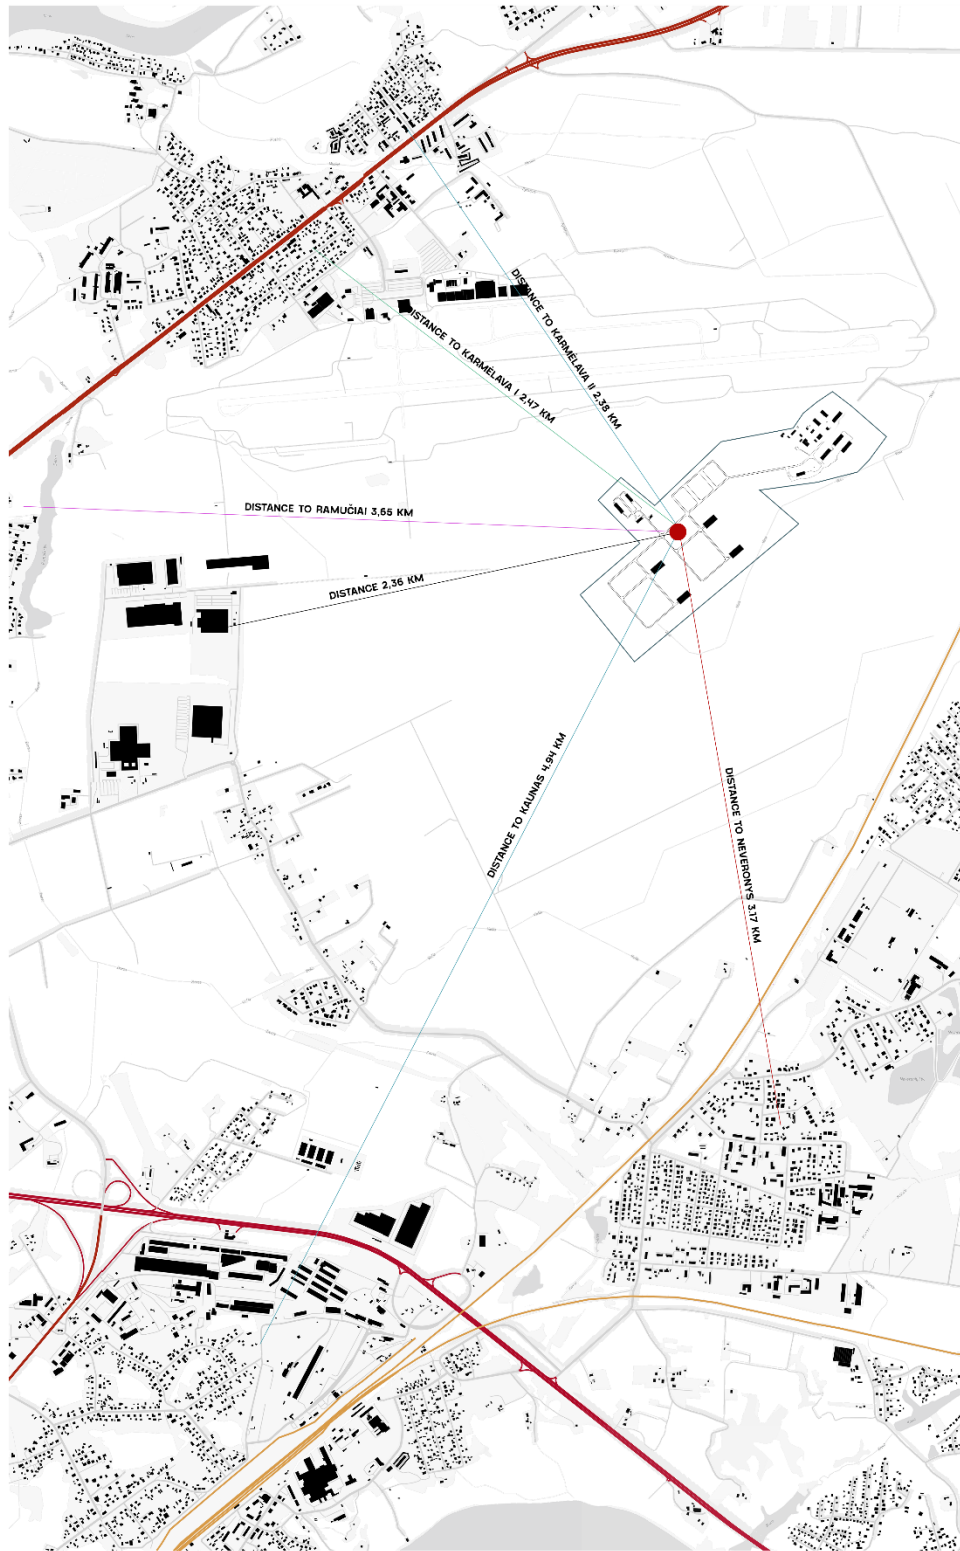 DISTANCE TO KARMĖLAVA II 2,38 KM
DISTANCE TO KARMĖLAVA I 2,47 KM
DISTANCE TO RAMUČIAI 3,65 KM
DISTANCE 2,36 KM
DISTANCE TO KAUNAS 4,94 KM
DISTANCE TO NEVERONYS 3,17 KM